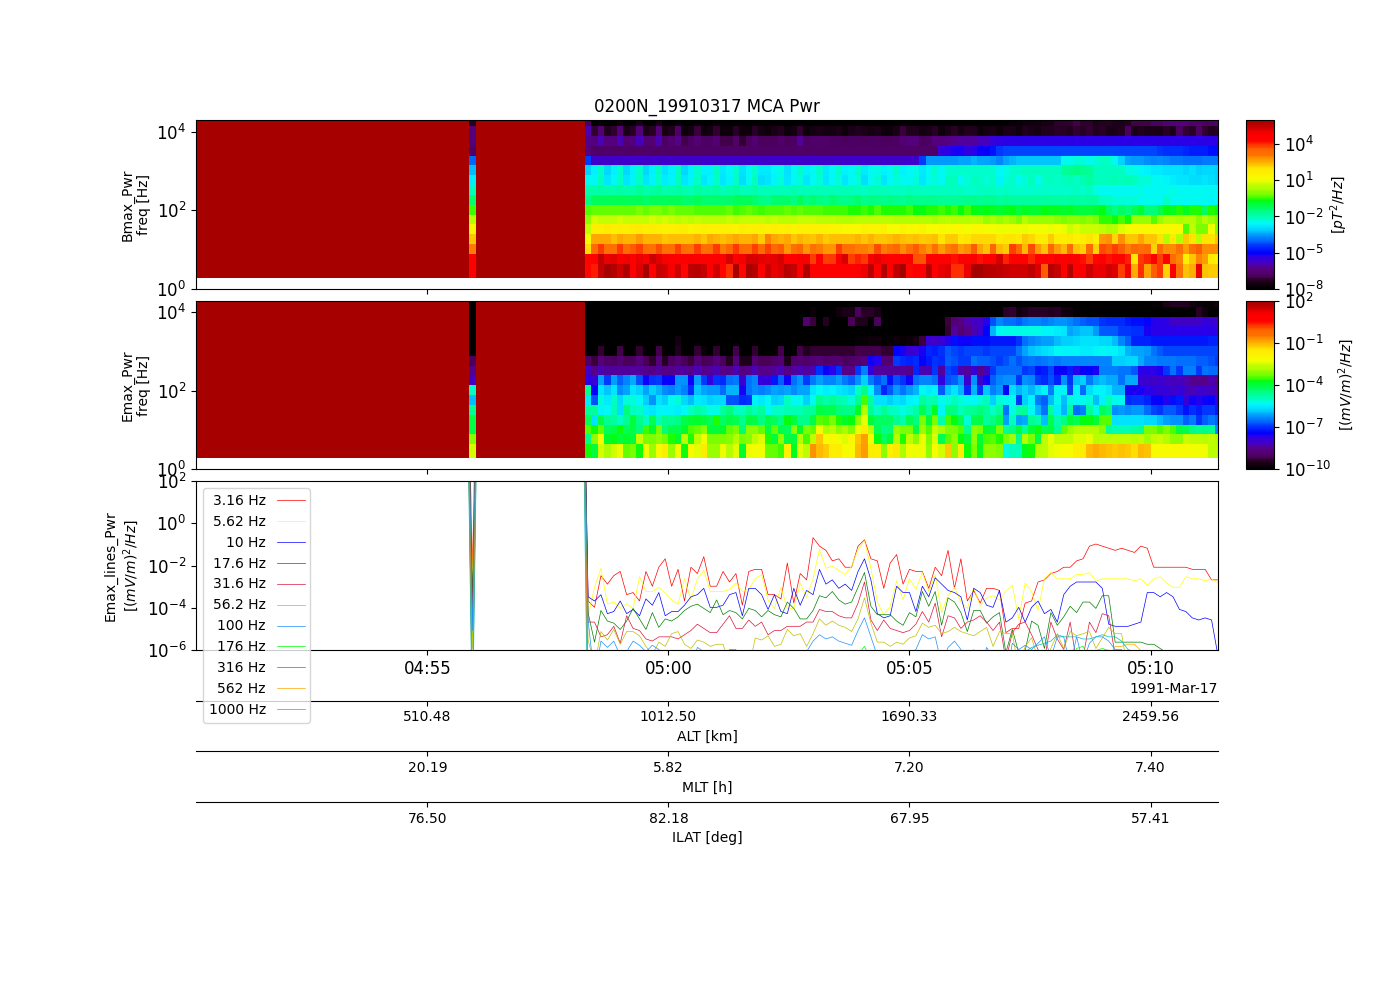 0200N_19910317 MCA Pwr
10^4
10^2
10^0
Bmax_Pwr
freq [Hz]
10^4
10^1
10^−2
10^−5
10^−8
[pT^2/Hz]
10^4
10^2
10^0
Emax_Pwr
freq [Hz]
10^2
10^−1
10^−4
10^−7
10^−10
[(mV/m)^2/Hz]
10^2
10^0
10^−2
10^−4
10^−6
Emax_lines_Pwr
[(mV/m)^2/Hz]
3.16 Hz
5.62 Hz
10 Hz
17.6 Hz
31.6 Hz
56.2 Hz
100 Hz
176 Hz
316 Hz
562 Hz
1000 Hz
04:55 05:00 05:05 05:10
1991-Mar-17
510.48 1012.50 1690.33 2459.56
ALT [km]
20.19 5.82 7.20 7.40
MLT [h]
76.50 82.18 67.95 57.41
ILAT [deg]